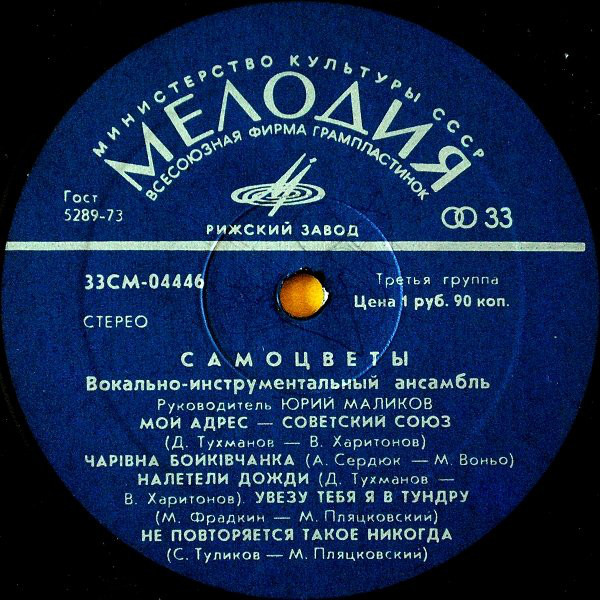 МИНИСТЕРСТВО КУЛЬТУРЫ СССР
МЕЛОДИЯ
ВСЕСОЮЗНАЯ ФИРМА ГРАМПЛАСТИНОК
Гост
5289-73
33
РИЖСКИЙ ЗАВОД
33СМ-04446
Третья группа
Цена 1 руб. 90 коп.
СТЕРЕО
САМОЦВЕТЫ
Вокально-инструментальный ансамбль
Руководитель ЮРИЙ МАЛИКОВ
МОЙ АДРЕС — СОВЕТСКИЙ СОЮЗ
(Д. Тухманов — В. Харитонов)
ЧАРІВНА БОЙКІВЧАНКА (А. Сердюк — М. Воньо)
НАЛЕТЕЛИ ДОЖДИ (Д. Тухманов —
В. Харитонов). УВЕЗУ ТЕБЯ Я В ТУНДРУ
(М. Фрадкин — М. Пляцковский)
НЕ ПОВТОРЯЕТСЯ ТАКОЕ НИКОГДА
(С. Туликов — М. Пляцковский)